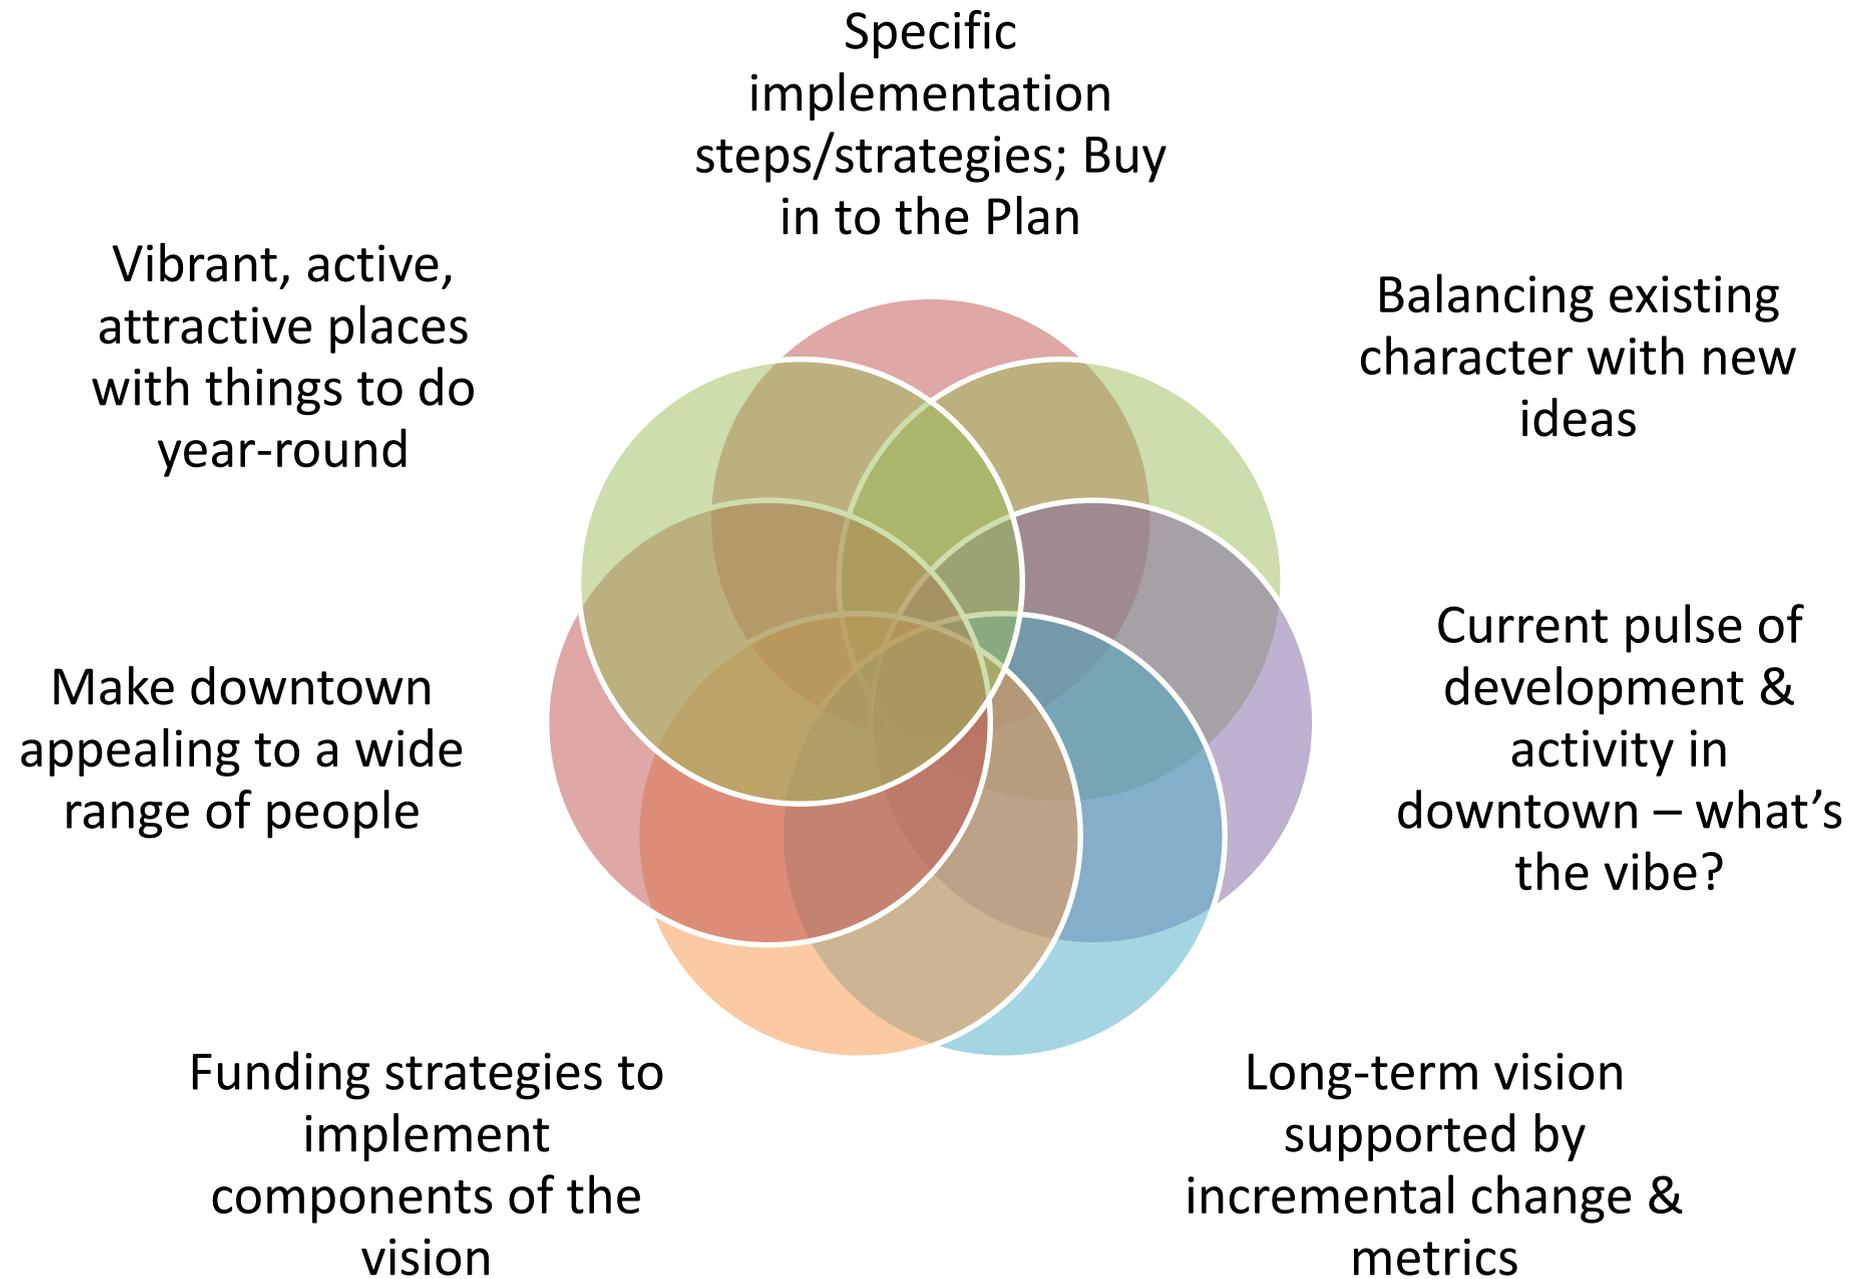 Specific
implementation
steps/strategies; Buy
in to the Plan
Balancing existing
character with new
ideas
Current pulse of
development &
activity in
downtown – what’s
the vibe?
Long-term vision
supported by
incremental change &
metrics
Funding strategies to
implement
components of the
vision
Make downtown
appealing to a wide
range of people
Vibrant, active,
attractive places
with things to do
year-round